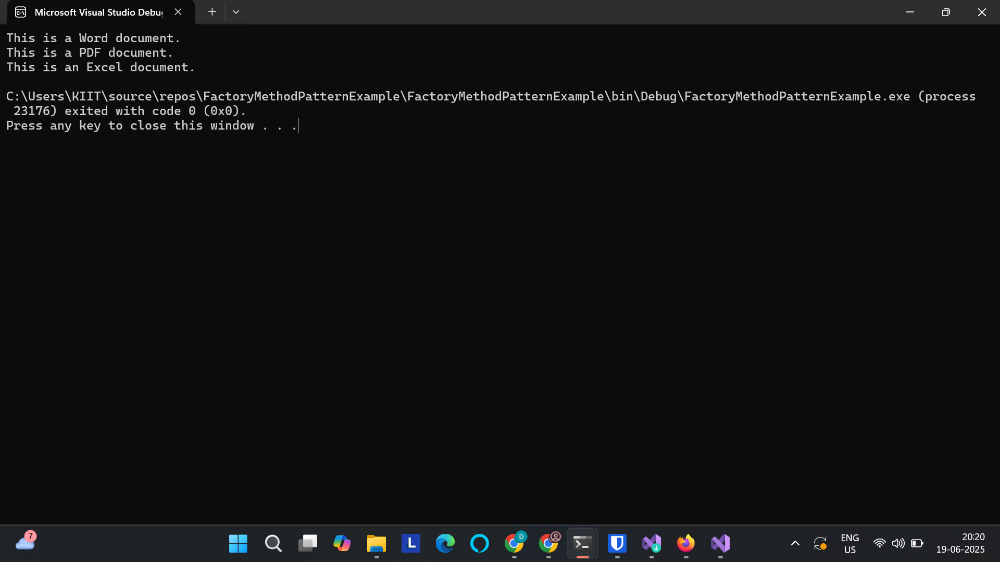 Microsoft Visual Studio Debu
This is a Word document.
This is a PDF document.
This is an Excel document.
C:\Users\KIIT\source\repos\FactoryMethodPatternExample\FactoryMethodPatternExample\bin\Debug\FactoryMethodPatternExample.exe (process
23176) exited with code 0 (0x0).
Press any key to close this window . . .
7
L
D
ENG
US
20:20
19-06-2025